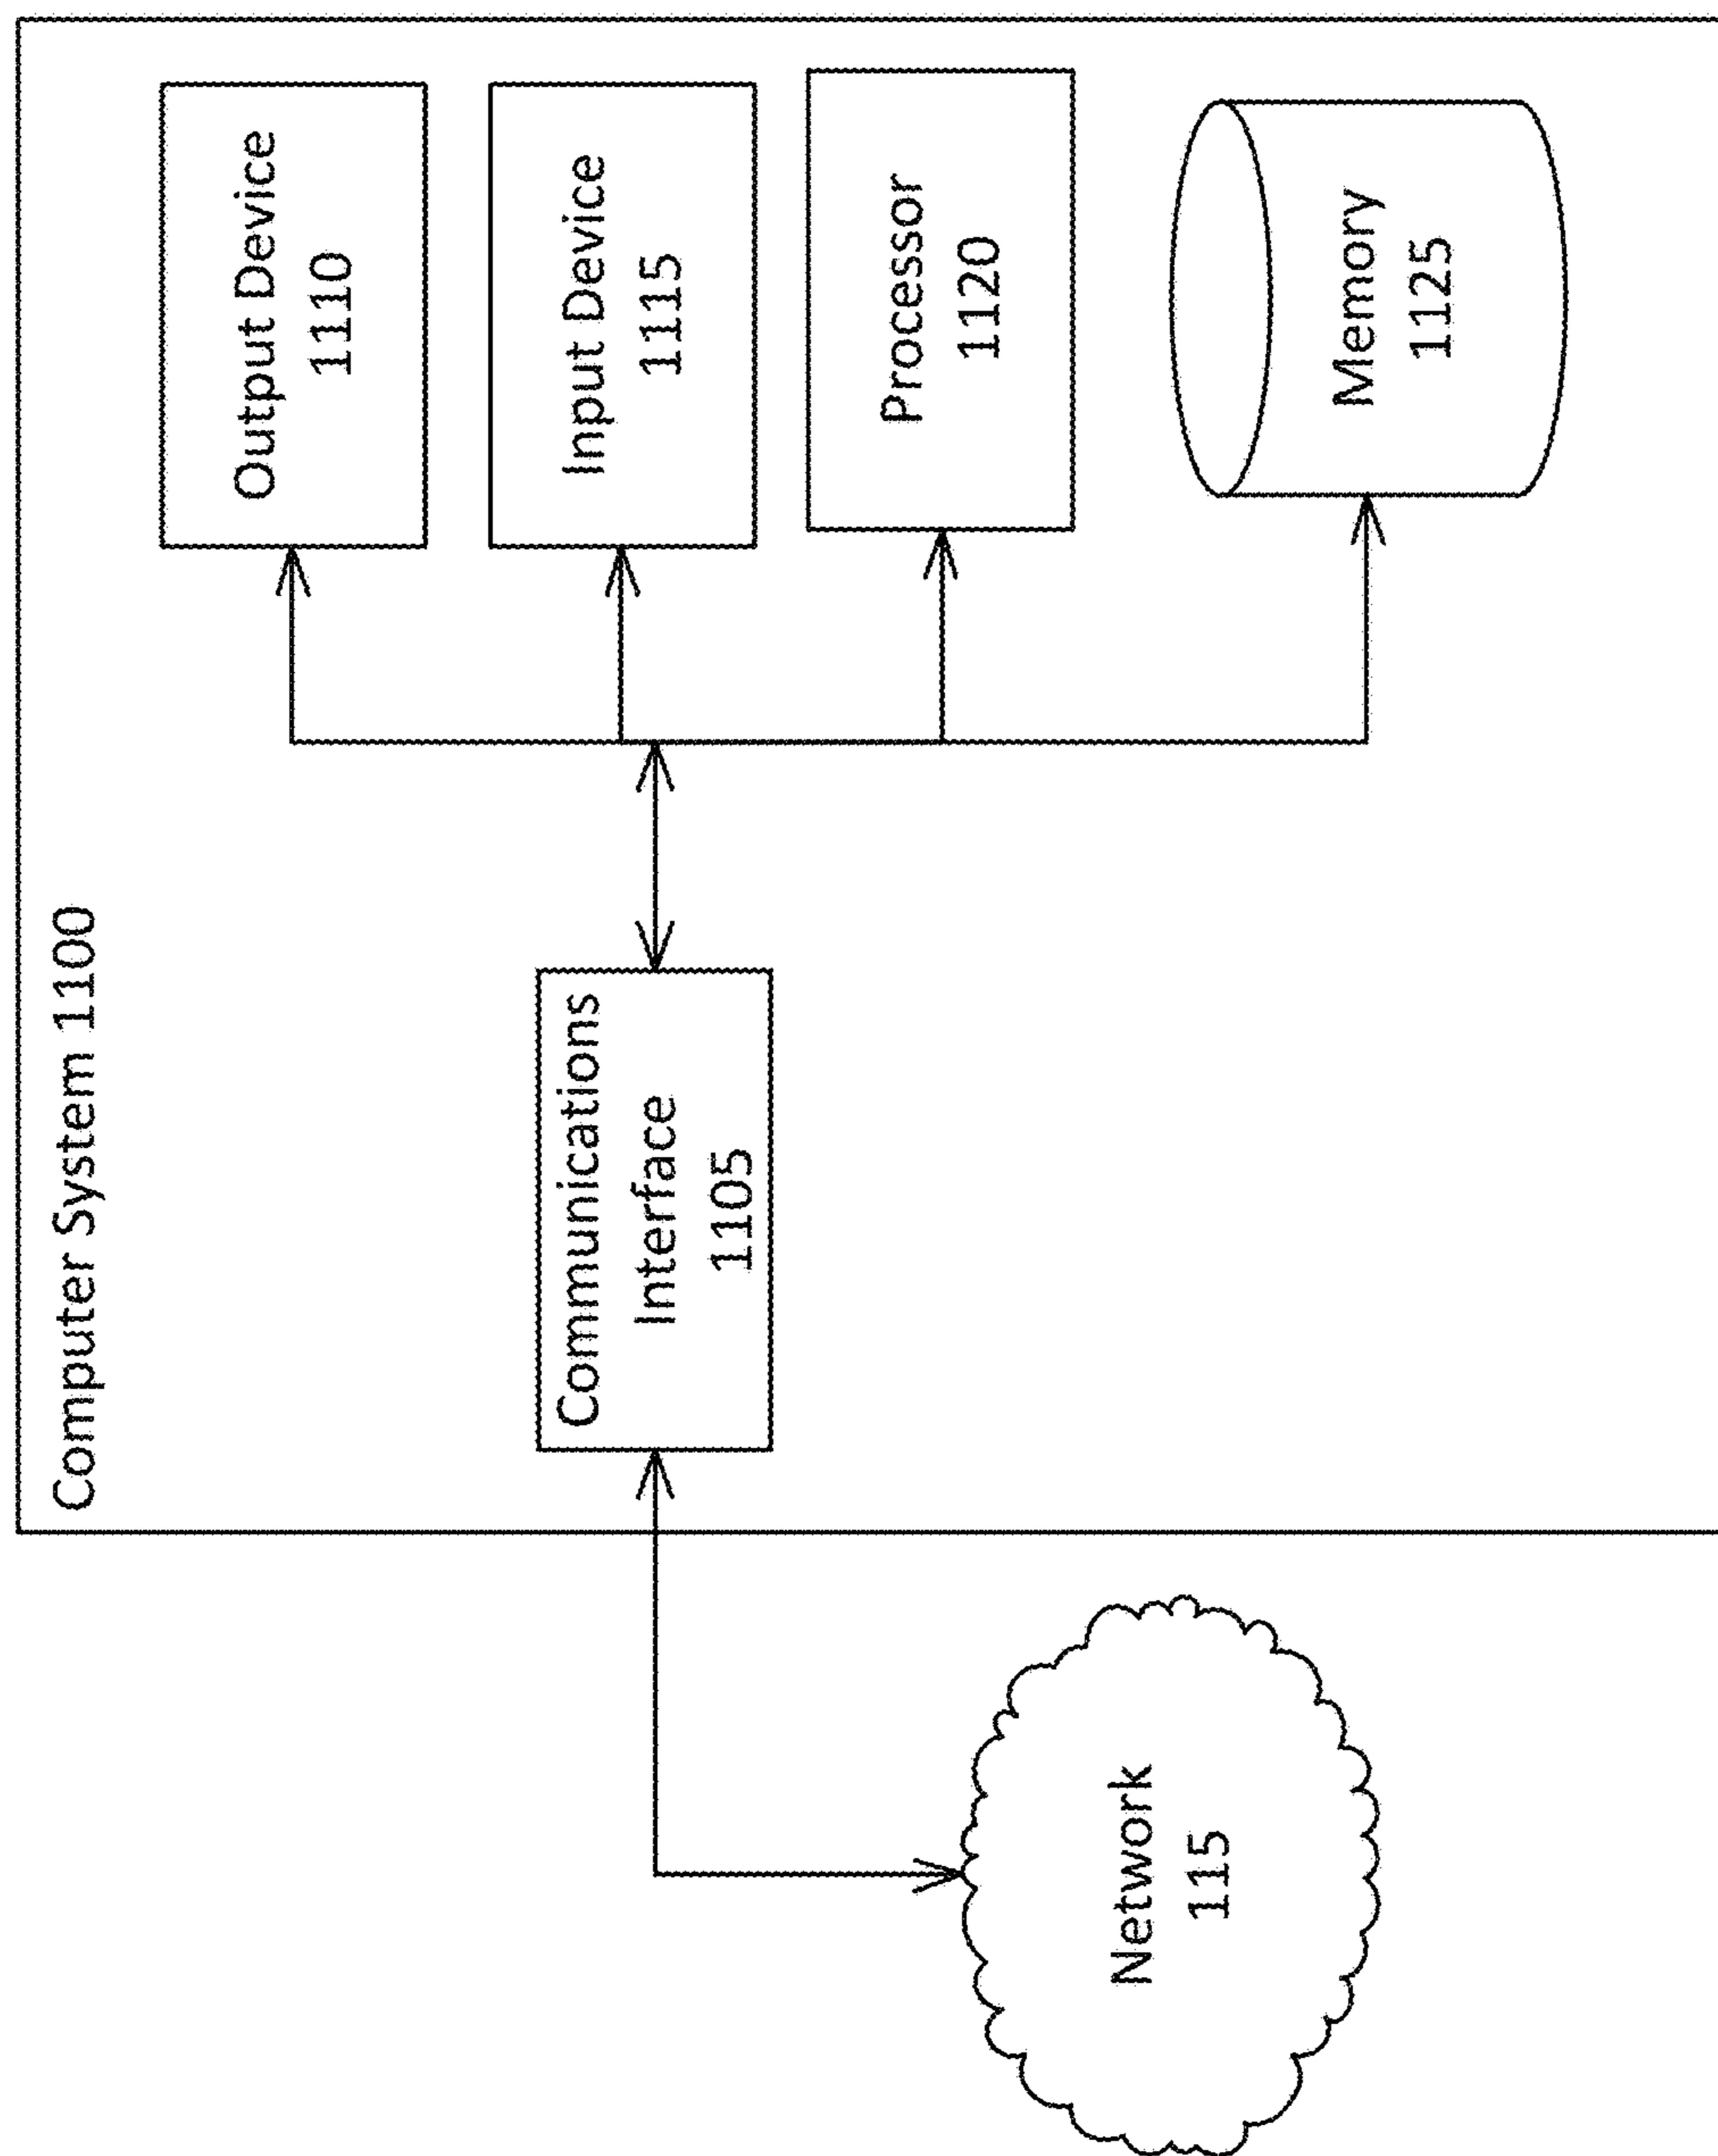 Computer System 1100
Output Device
1110
Input Device
1115
Communications
Interface
1105
Processor
1120
Network
115
Memory
1125